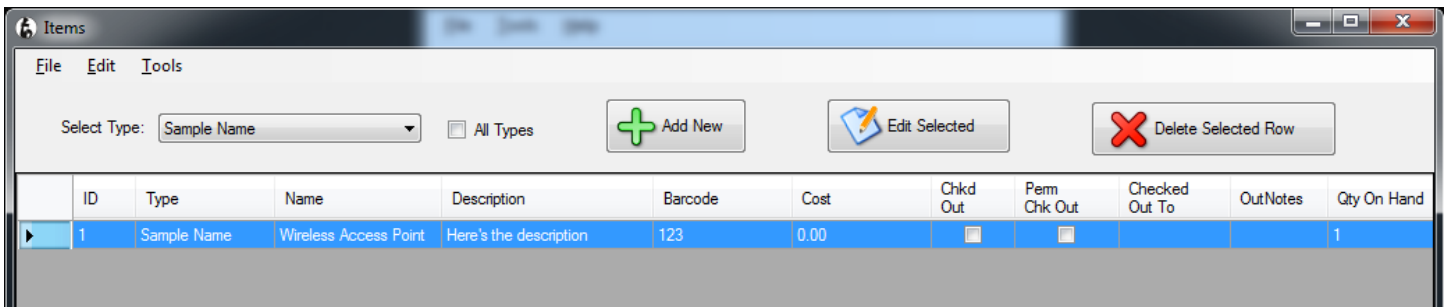 Items
File Edit Tools
Select Type: Sample Name All Types Add New Edit Selected Delete Selected Row
ID Type Name Description Barcode Cost Chkd Out Perm Chk Out Checked Out To OutNotes Qty On Hand
1 Sample Name Wireless Access Point Here's the description 123 0.00 1